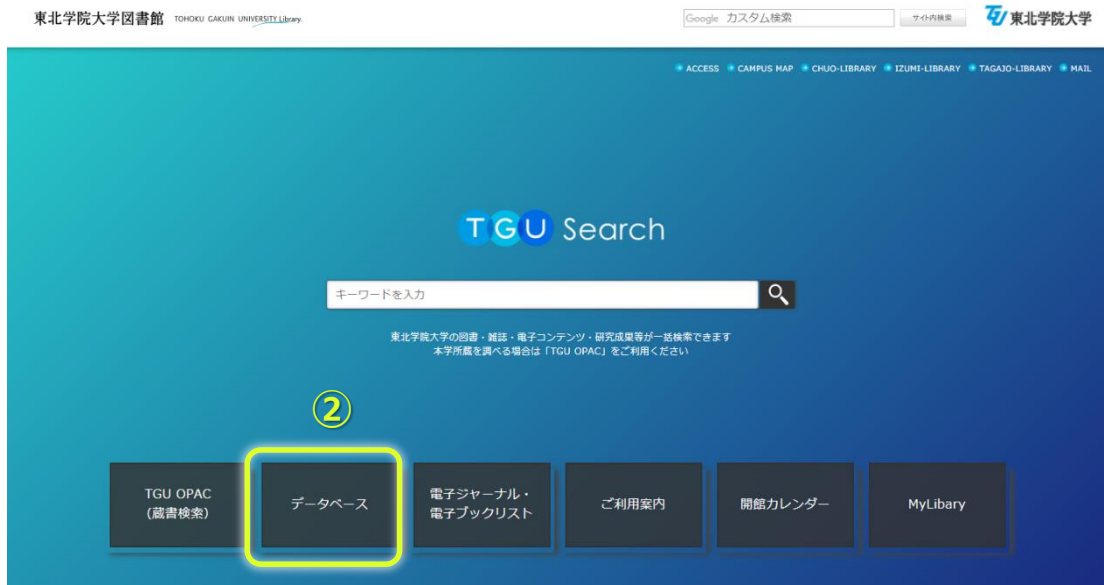 東北学院大学図書館 TOHOKU GAKUIN UNIVERSITY Library.
Google カスタム検索
サイト内検索
TG 東北学院大学
ACCESS CAMPUS MAP CHUO-LIBRARY IZUMI-LIBRARY TAGAJO-LIBRARY MAIL
TGU Search
キーワードを入力
東北学院大学の図書・雑誌・電子コンテンツ・研究成果等が一括検索できます
本学所蔵を調べる場合は「TGU OPAC」をご利用ください
②
TGU OPAC
(蔵書検索)
データベース
電子ジャーナル・
電子ブックリスト
ご利用案内
開館カレンダー
MyLibary